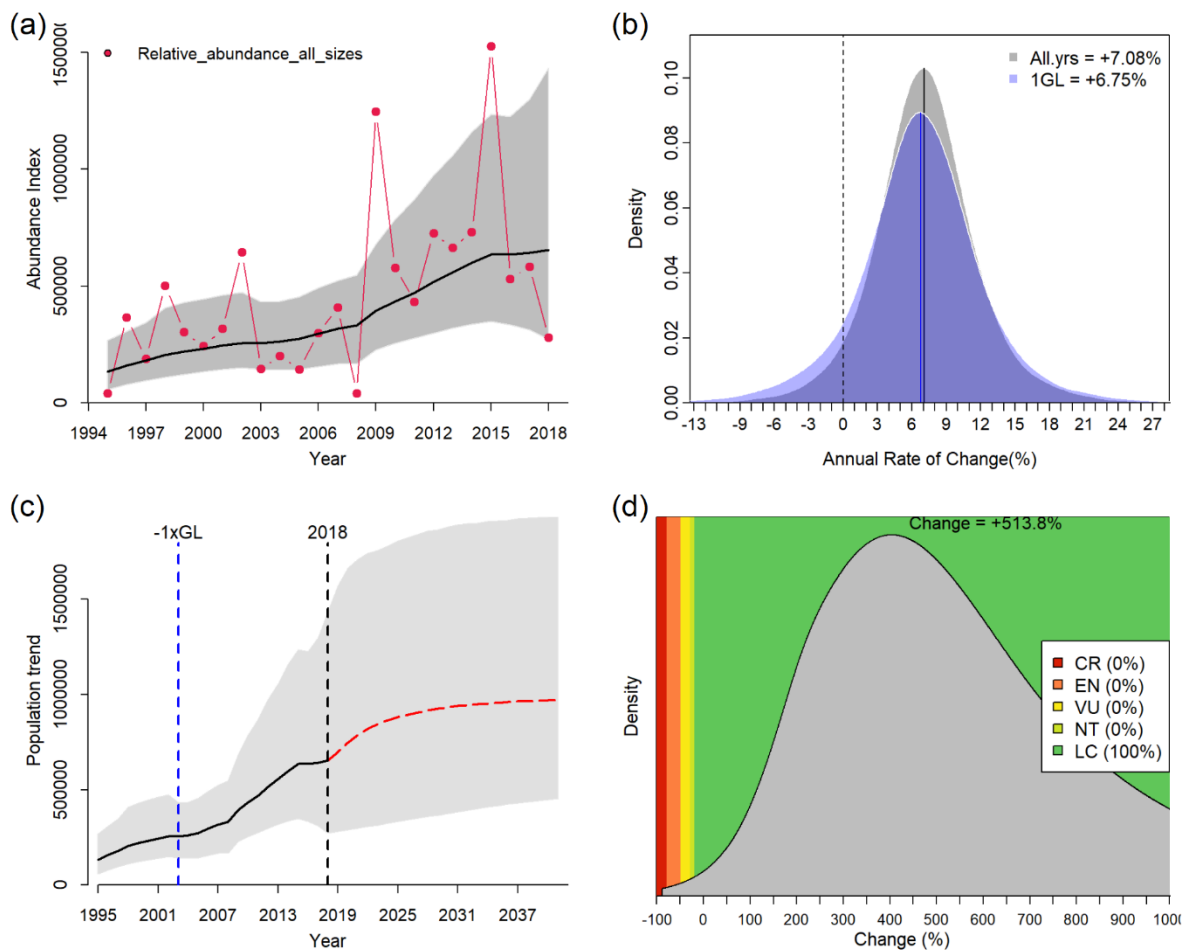 (a)
Relative_abundance_all_sizes
Abundance Index
1500000
1000000
500000
0
1994 1997 2000 2003 2006 2009 2012 2015 2018
Year
(b)
All.yrs = +7.08%
1GL = +6.75%
Density
0.10
0.08
0.06
0.04
0.02
0.00
-13 -9 -6 -3 0 3 6 9 12 15 18 21 24 27
Annual Rate of Change(%)
(c)
-1xGL 2018
Population trend
1500000
1000000
500000
0
1995 2001 2007 2013 2019 2025 2031 2037
Year
(d)
Change = +513.8%
Density
CR (0%)
EN (0%)
VU (0%)
NT (0%)
LC (100%)
-100 0 100 200 300 400 500 600 700 800 900 1000
Change (%)